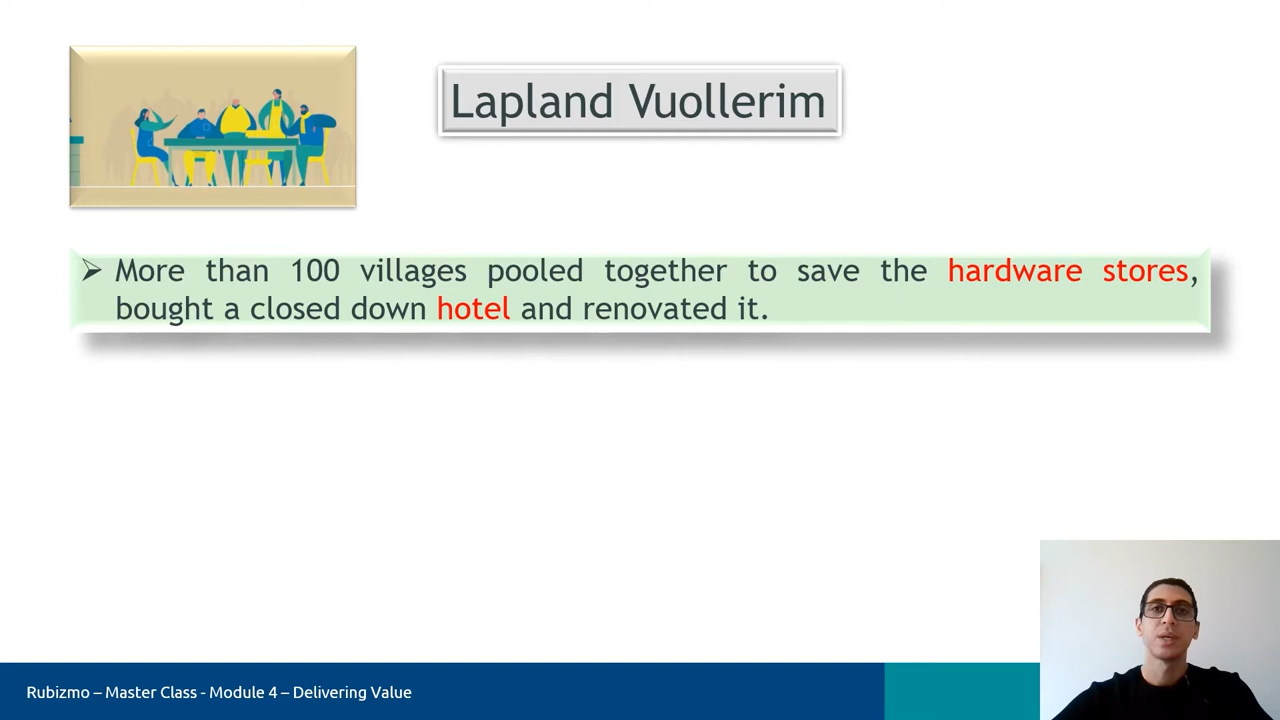 Lapland Vuollerim
➢ More than 100 villages pooled together to save the hardware stores,
bought a closed down hotel and renovated it.
Rubizmo – Master Class - Module 4 – Delivering Value